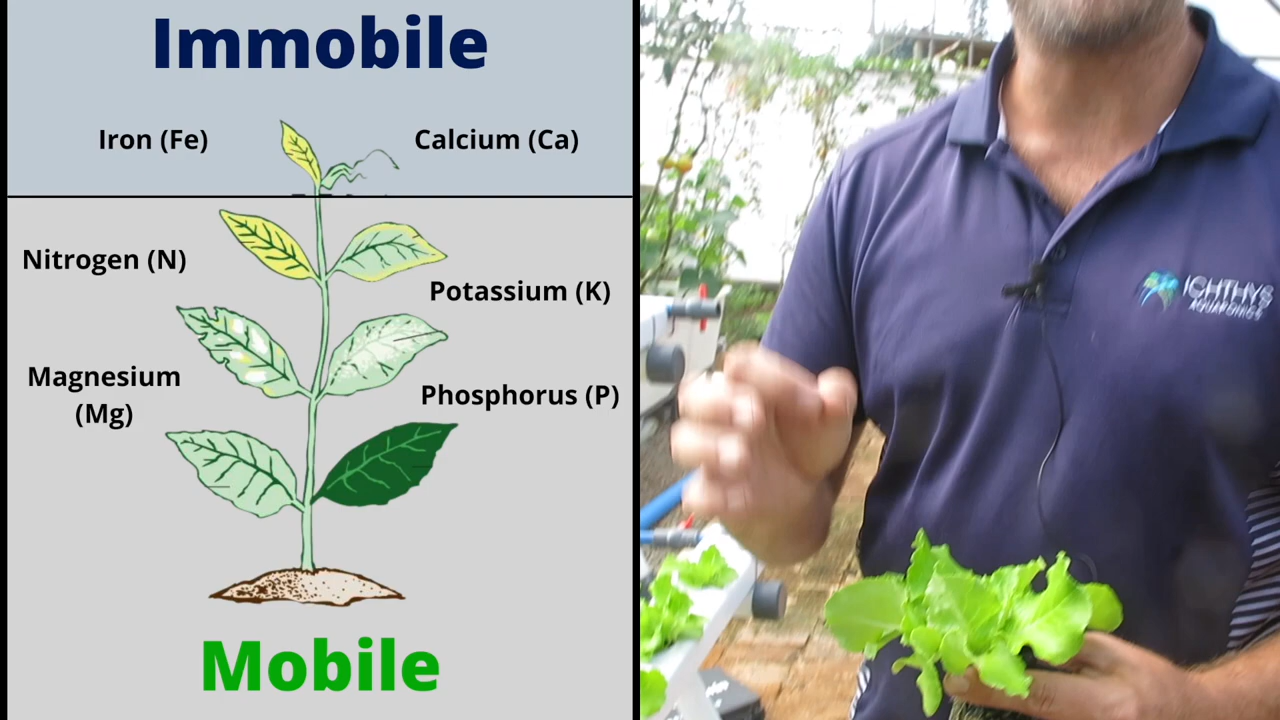 Immobile
Iron (Fe)
Calcium (Ca)
Nitrogen (N)
Potassium (K)
Magnesium
(Mg)
Phosphorus (P)
Mobile
ICHTHYS
AQUAPONICS